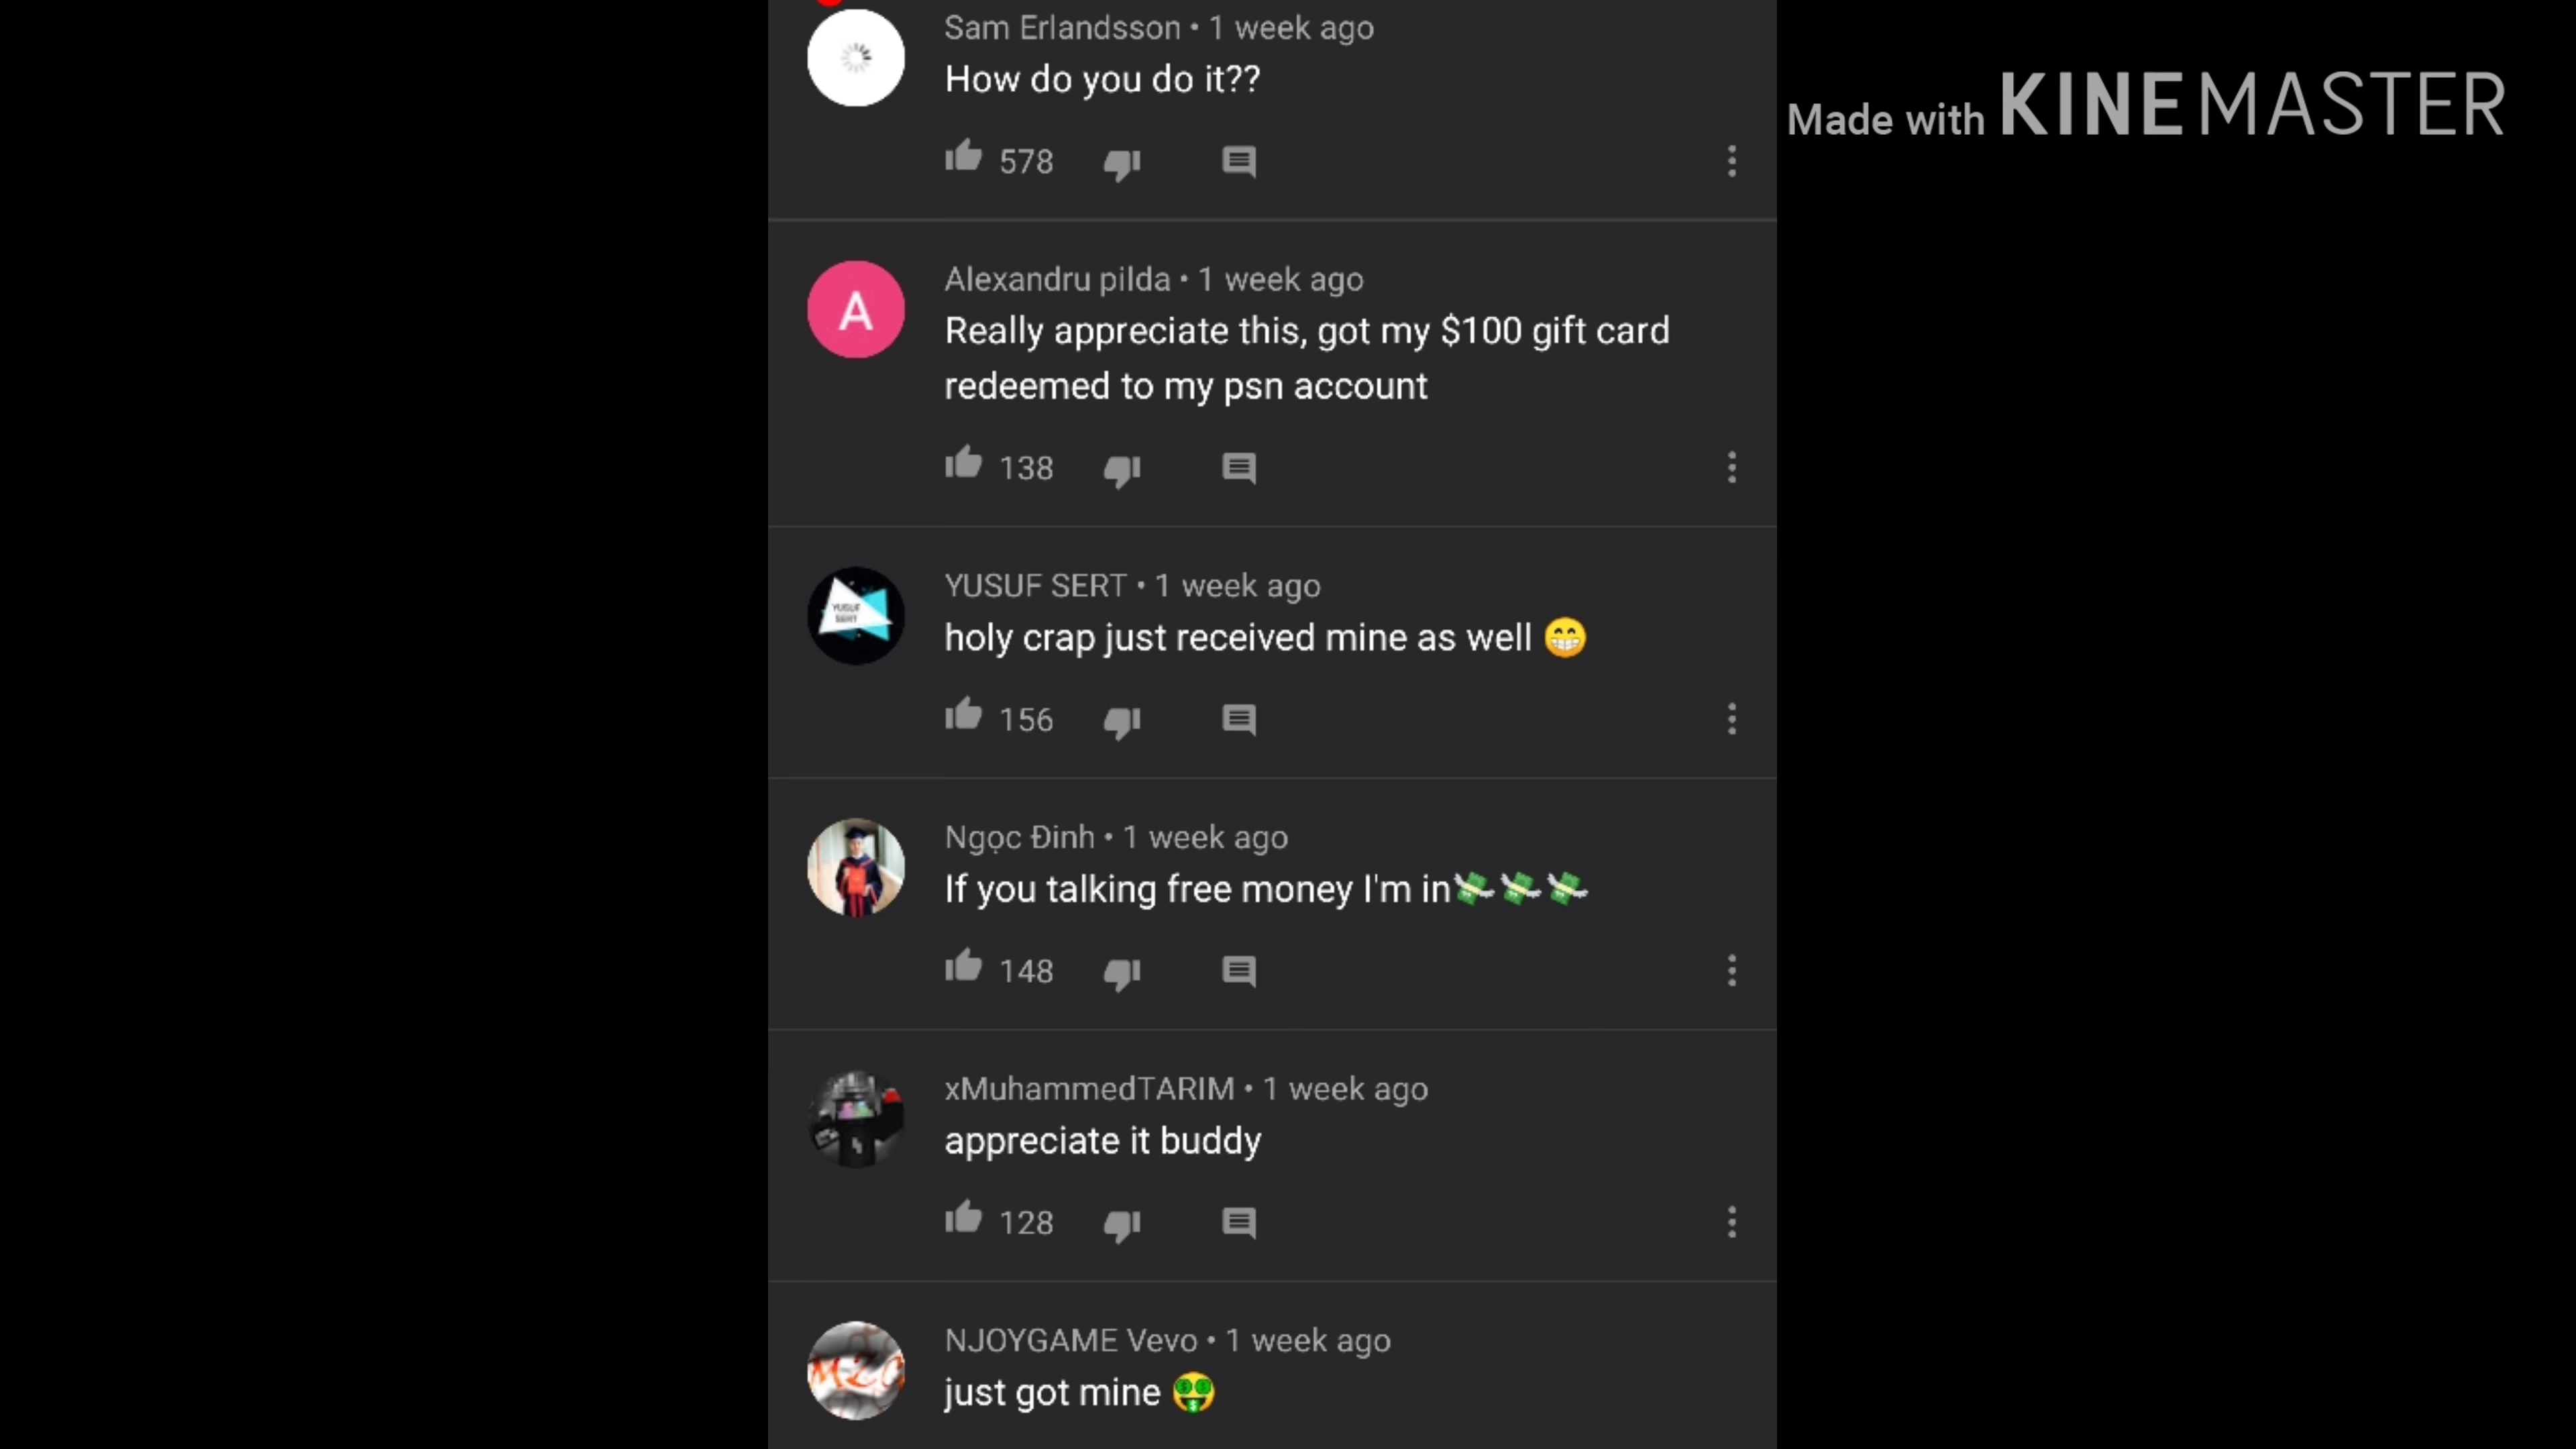 Sam Erlandsson • 1 week ago
How do you do it??
578
Made with KINEMASTER
Alexandru pilda • 1 week ago
Really appreciate this, got my $100 gift card
redeemed to my psn account
138
A
YUSUF SERT • 1 week ago
holy crap just received mine as well 😁
156
YUSUF
SERT
Ngọc Đinh • 1 week ago
If you talking free money I'm in💸💸💸
148
xMuhammedTARIM • 1 week ago
appreciate it buddy
128
NJOYGAME Vevo • 1 week ago
just got mine 🤑